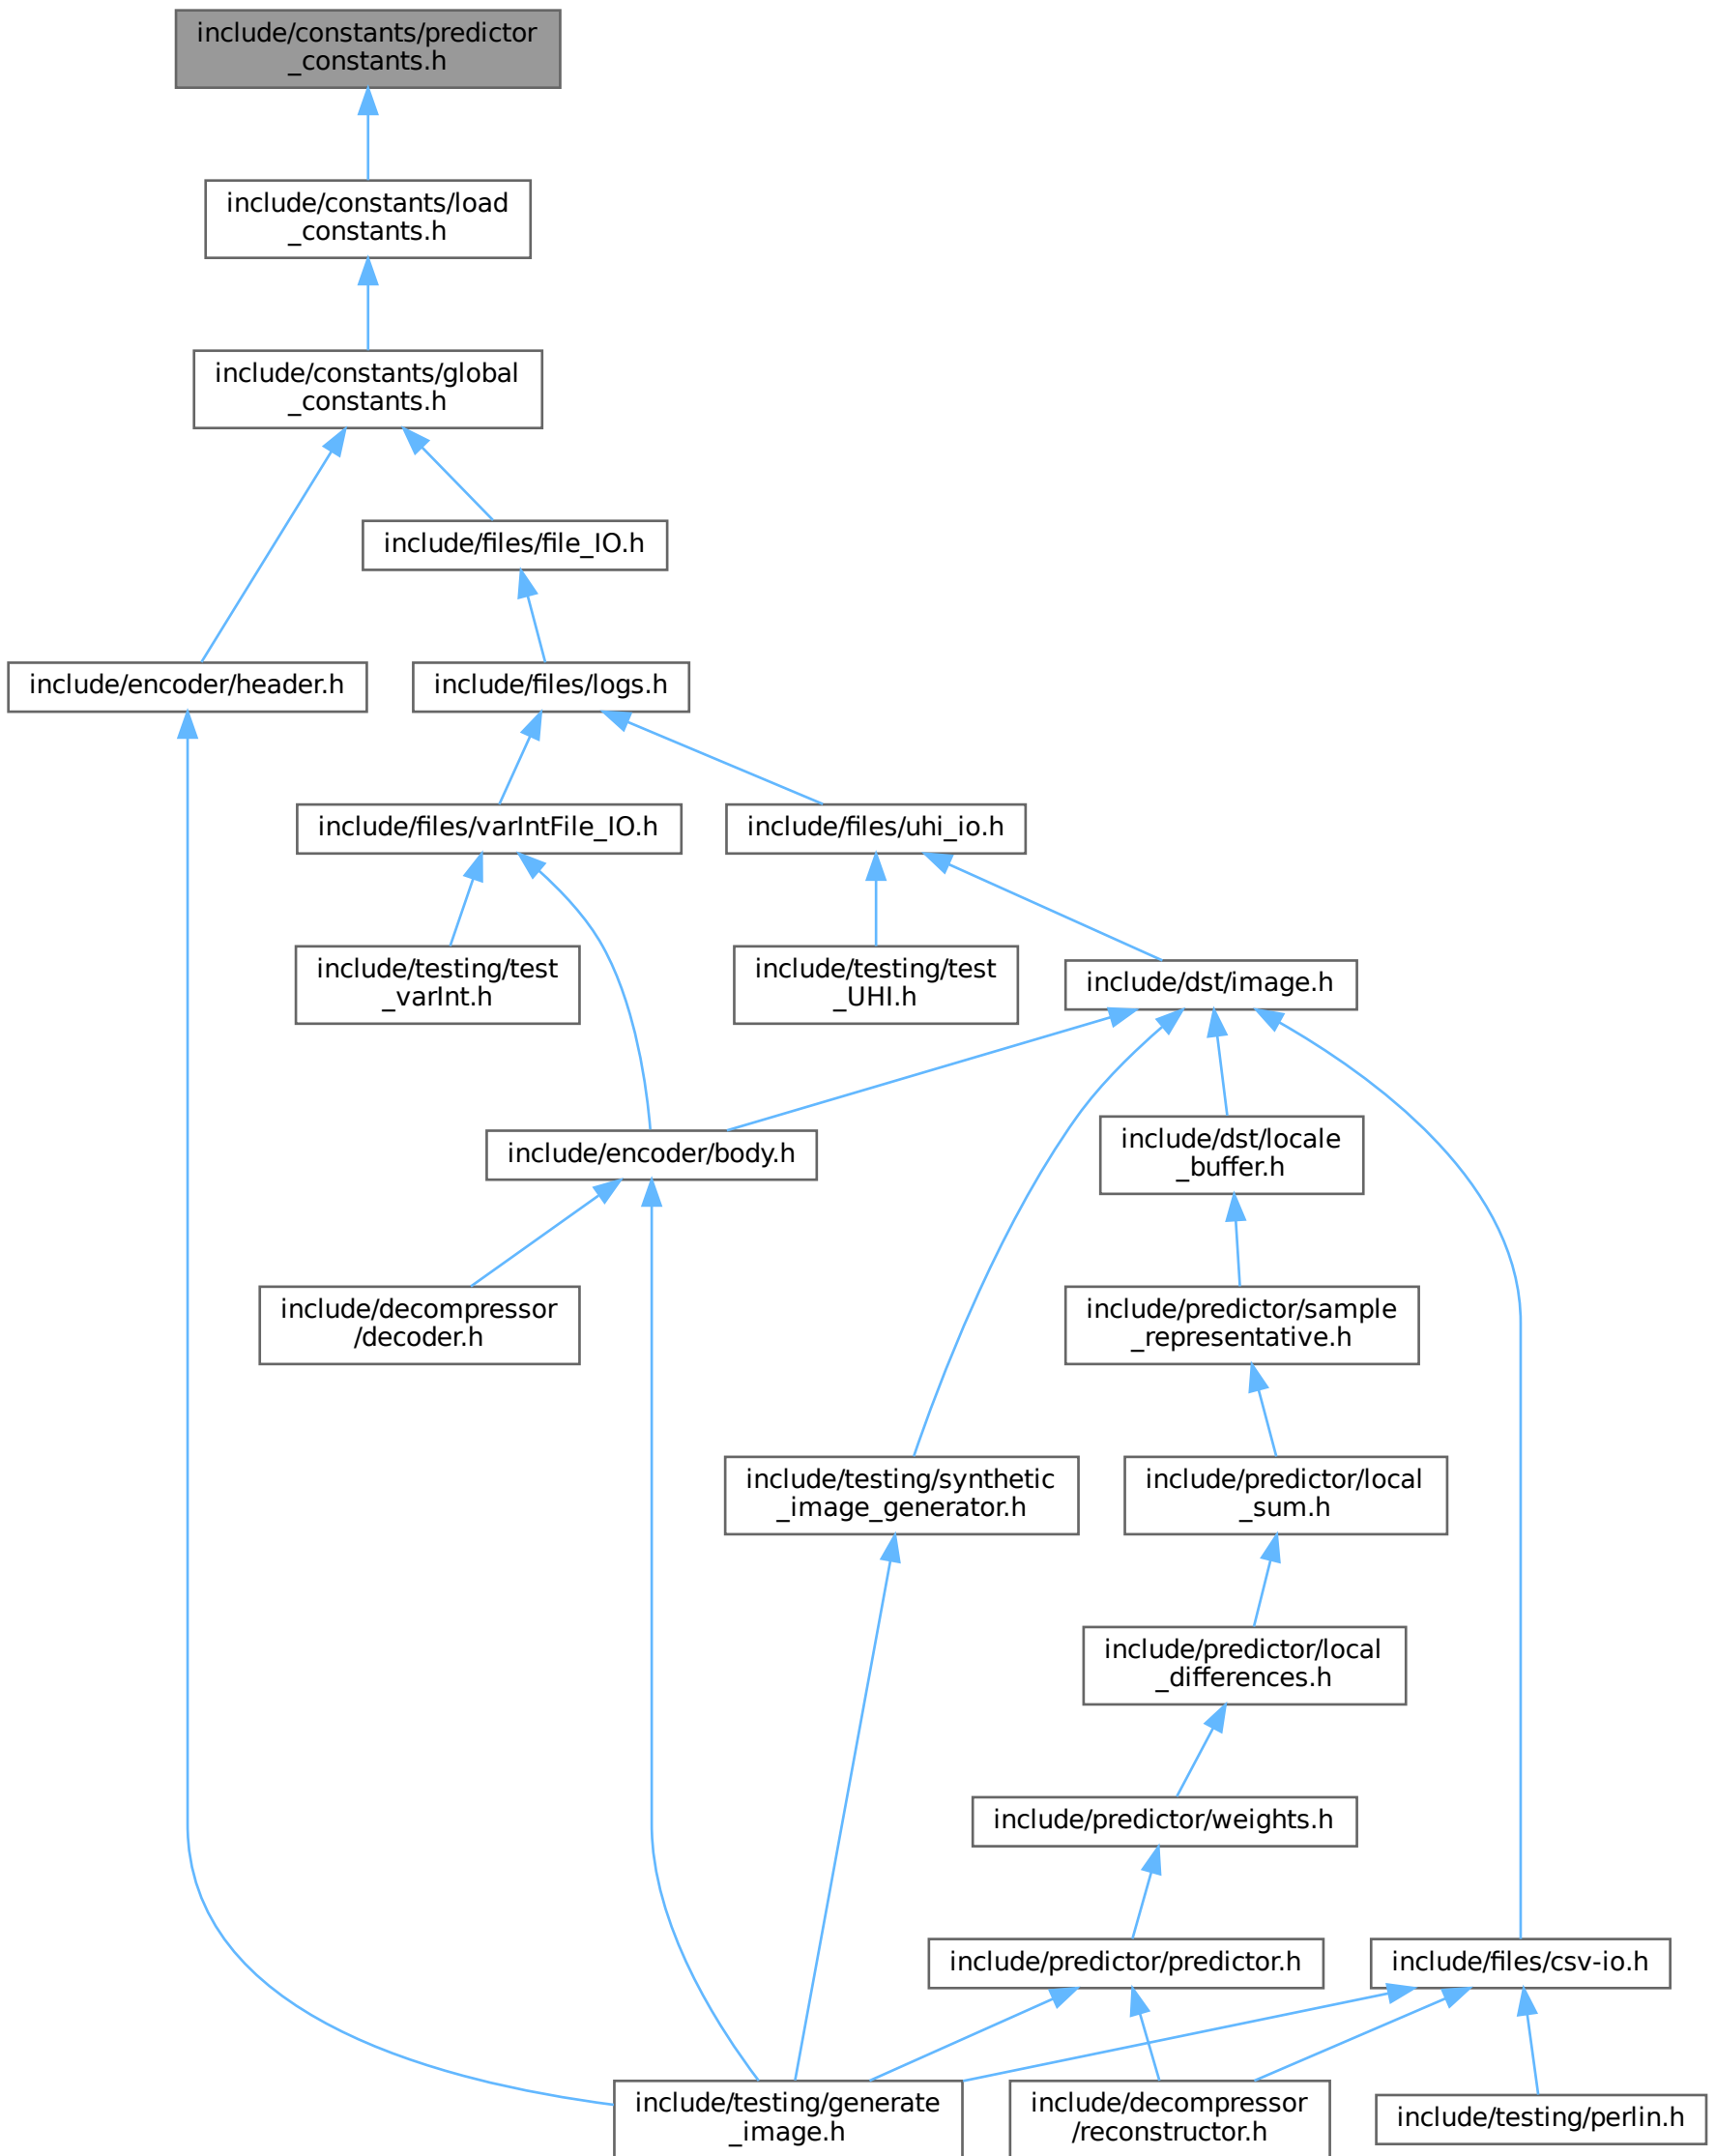 include/constants/predictor
_constants.h
include/constants/load
_constants.h
include/constants/global
_constants.h
include/files/file_IO.h
include/encoder/header.h
include/files/logs.h
include/files/varIntFile_IO.h
include/files/uhi_io.h
include/testing/test
_varInt.h
include/testing/test
_UHI.h
include/dst/image.h
include/encoder/body.h
include/dst/locale
_buffer.h
include/decompressor
/decoder.h
include/predictor/sample
_representative.h
include/testing/synthetic
_image_generator.h
include/predictor/local
_sum.h
include/predictor/local
_differences.h
include/predictor/weights.h
include/predictor/predictor.h
include/files/csv-io.h
include/testing/generate
_image.h
include/decompressor
/reconstructor.h
include/testing/perlin.h